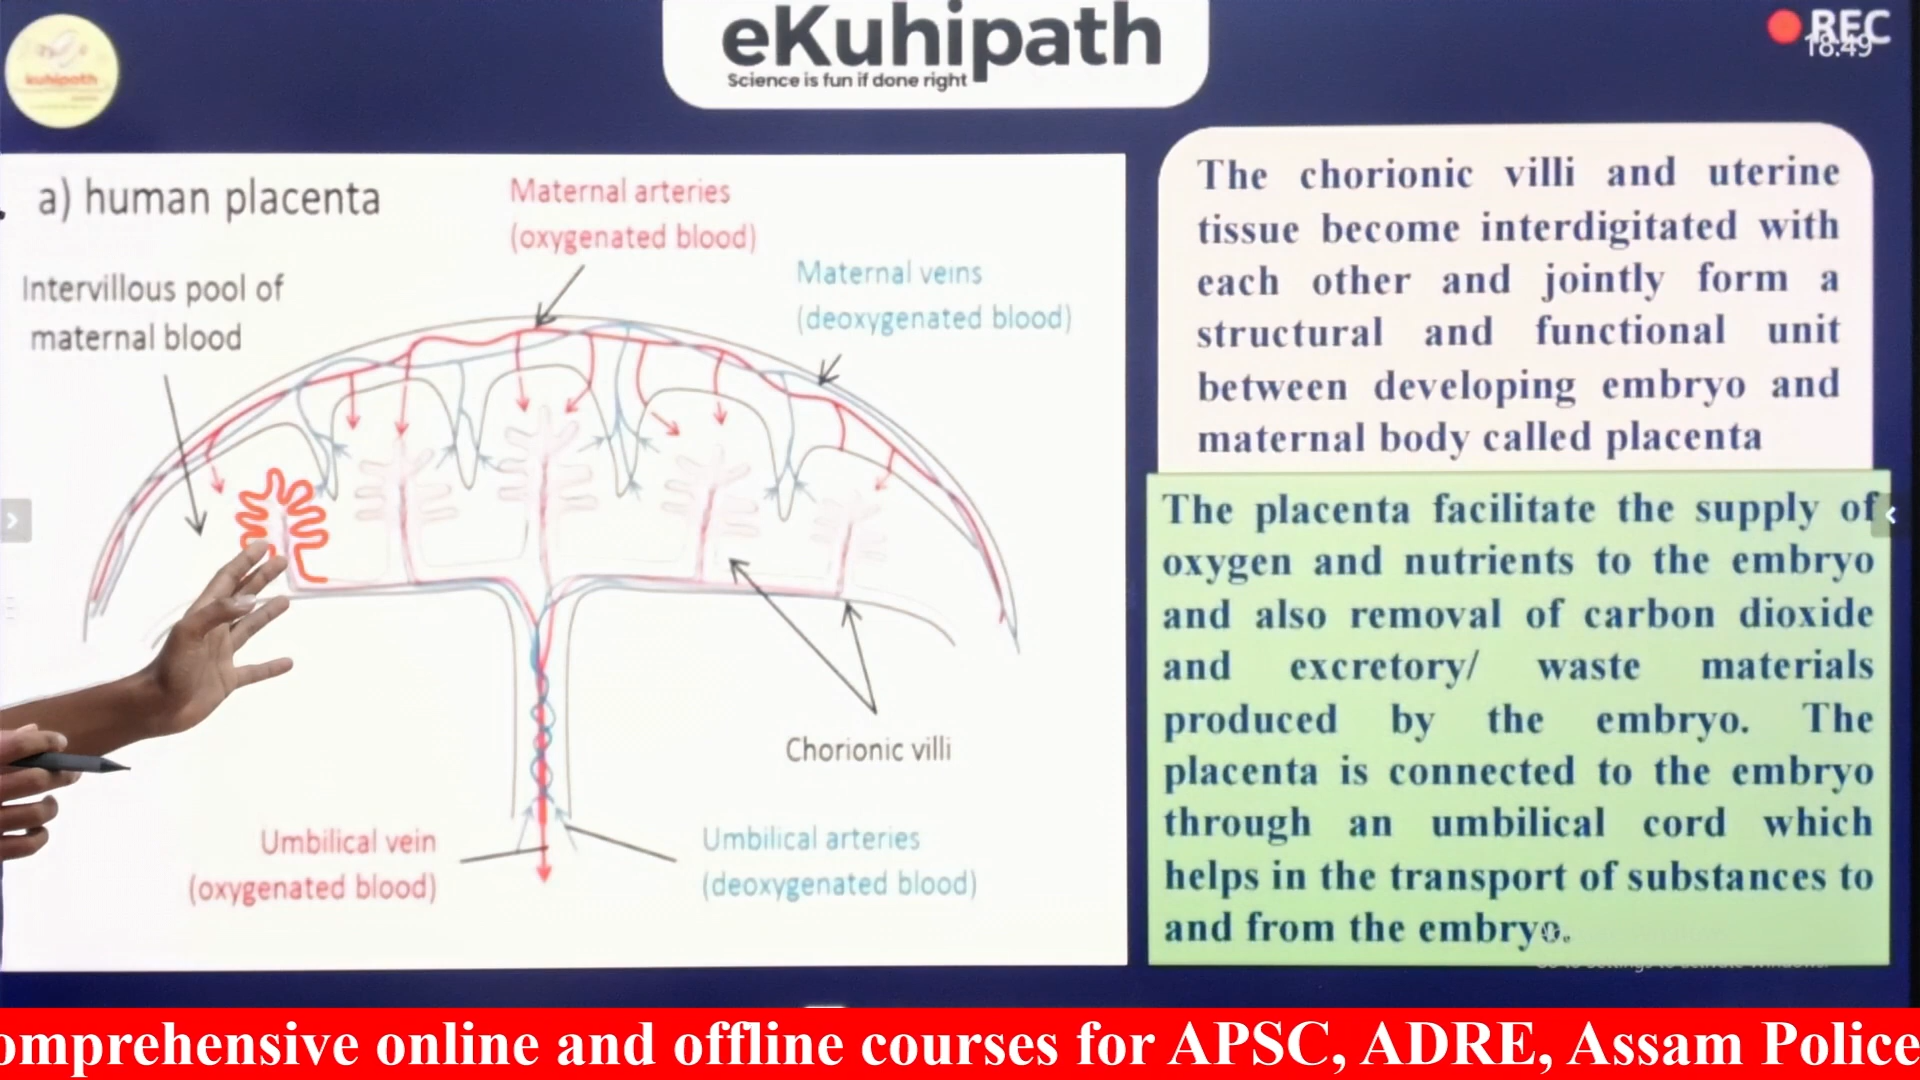 eKuhipath
Science is fun if done right
kuhipath
REC
18:49
a) human placenta
Maternal arteries
(oxygenated blood)
Maternal veins
(deoxygenated blood)
Intervillous pool of
maternal blood
Chorionic villi
Umbilical vein
(oxygenated blood)
Umbilical arteries
(deoxygenated blood)
The chorionic villi and uterine
tissue become interdigitated with
each other and jointly form a
structural and functional unit
between developing embryo and
maternal body called placenta
The placenta facilitate the supply of
oxygen and nutrients to the embryo
and also removal of carbon dioxide
and excretory/ waste materials
produced by the embryo. The
placenta is connected to the embryo
through an umbilical cord which
helps in the transport of substances to
and from the embryo.
omprehensive online and offline courses for APSC, ADRE, Assam Police